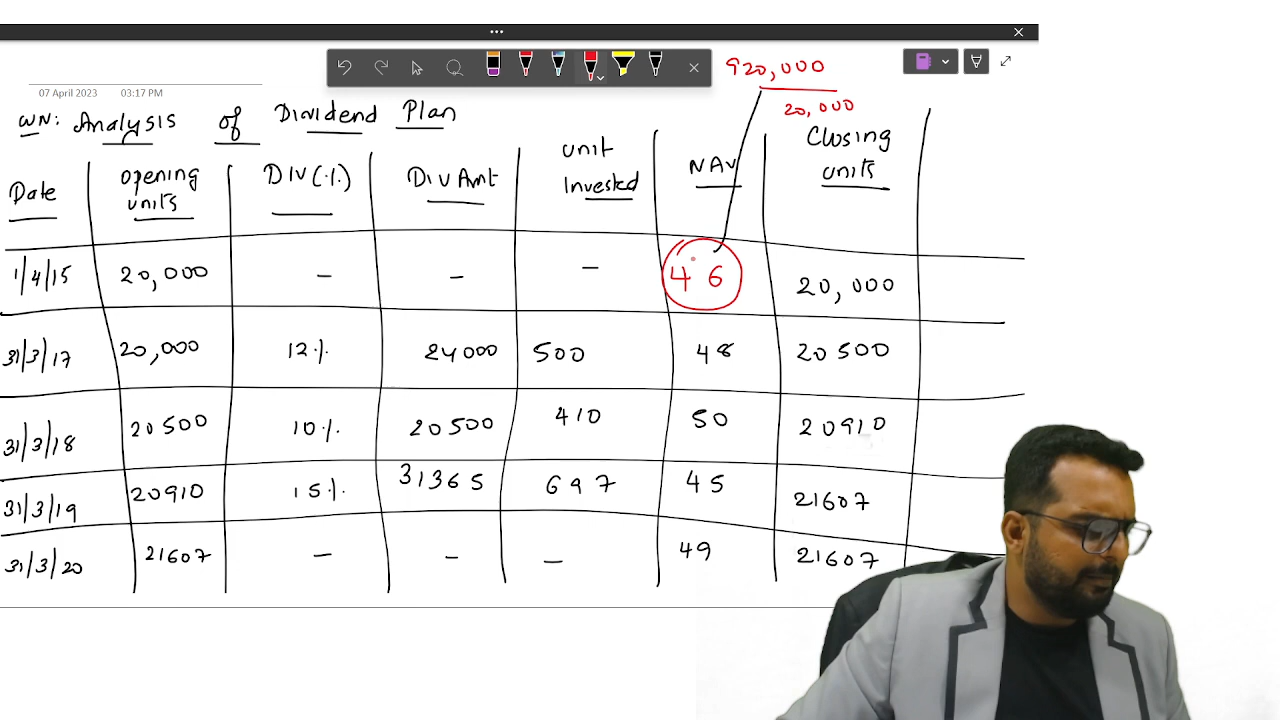 920,000
20,000
07 April 2023 03:17 PM
WN: Analysis of Dividend Plan
Date opening units DIV(%) Div Amt unit Invested NAV Closing units
1/4/15 20,000 - - - 46 20,000
31/3/17 20,000 12% 24000 500 48 20500
31/3/18 20500 10% 20500 410 50 20910
31/3/19 20910 15% 31365 697 45 21607
31/3/20 21607 - - - 49 21607